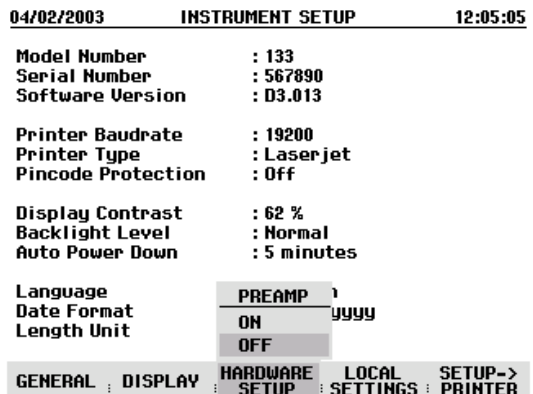 04/02/2003 INSTRUMENT SETUP 12:05:05
Model Number : 133
Serial Number : 567890
Software Version : D3.013
Printer Baudrate : 19200
Printer Type : Laserjet
Pincode Protection : Off
Display Contrast : 62 %
Backlight Level : Normal
Auto Power Down : 5 minutes
Language
Date Format yyyy
Length Unit
PREAMP
ON
OFF
GENERAL DISPLAY HARDWARE SETUP LOCAL SETTINGS SETUP-> PRINTER